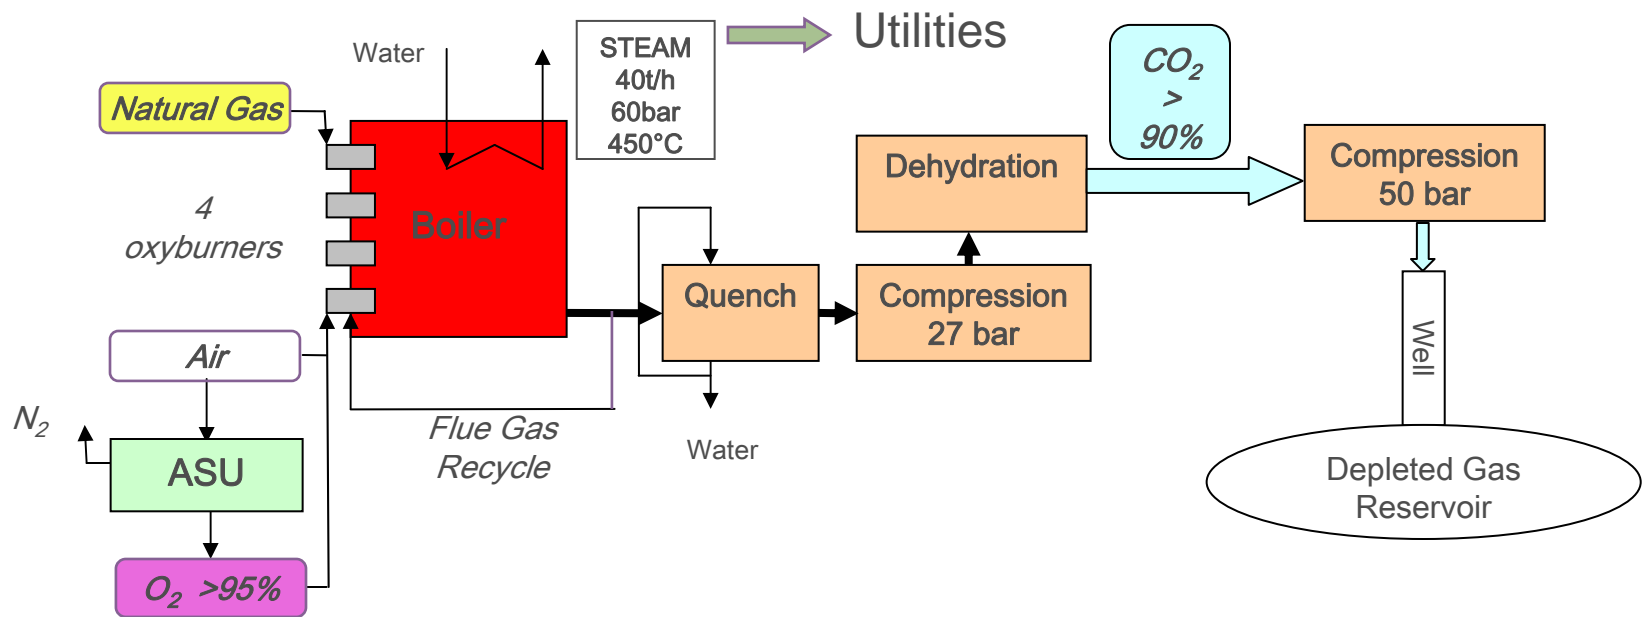 Water
STEAM
40t/h
60bar
450°C
Utilities
CO2
>
90%
Natural Gas
4
oxyburners
Boiler
Dehydration
Compression
50 bar
Quench
Compression
27 bar
Air
Well
N2
ASU
Flue Gas
Recycle
Water
Depleted Gas
Reservoir
O2 >95%